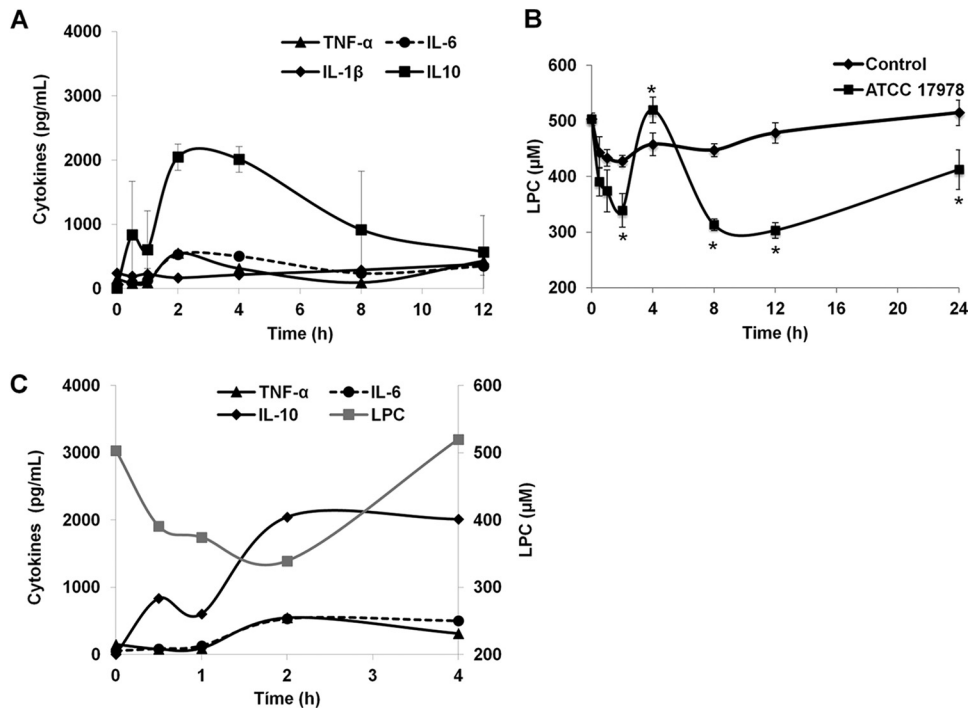 A
TNF-α IL-6
IL-1β IL10
4000
3000
2000
1000
0
Cytokines (pg/mL)
0 2 4 6 8 10 12
Time (h)
B
Control
ATCC 17978
600
500
400
300
200
LPC (µM)
* * * * *
0 4 8 12 16 20 24
Time (h)
C
TNF-α IL-6
IL-10 LPC
4000
3000
2000
1000
0
Cytokines (pg/mL)
600
500
400
300
200
LPC (µM)
0 1 2 3 4
Tíme (h)